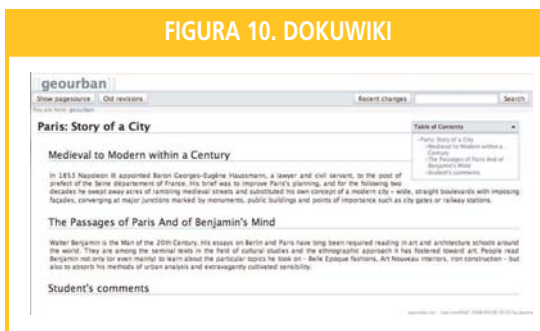 FIGURA 10. DOKUWIKI
[[geourban]]
Show pagesource Old revisions Recent changes Search
You are here: geourban
Paris: Story of a City
Table of Contents
Paris: Story of a City
Medieval to Modern within a
Century
The Passages of Paris And of
Benjamin's Mind
Student's comments
Medieval to Modern within a Century
In 1853 Napoleon III appointed Baron Georges-Eugène Haussmann, a lawyer and civil servant, to the post of
prefect of the Seine département of France. His brief was to improve Paris's planning, and for the following two
decades he swept away acres of rambling medieval streets and substituted his own concept of a modern city - wide, straight boulevards with imposing
façades, converging at major junctions marked by monuments, public buildings and points of importance such as city gates or railway stations.
The Passages of Paris And of Benjamin's Mind
Walter Benjamin is the Man of the 20th Century. His essays on Berlin and Paris have long been required reading in art and architecture schools around
the world. They are among the seminal texts in the field of cultural studies and the ethnographic approach it has fostered toward art. People read
Benjamin not only (or even mainly) to learn about the particular topics he took on - Belle Epoque fashions, Art Nouveau interiors, iron construction - but
also to absorb his methods of urban analysis and extravagantly cultivated sensibility.
Student's comments